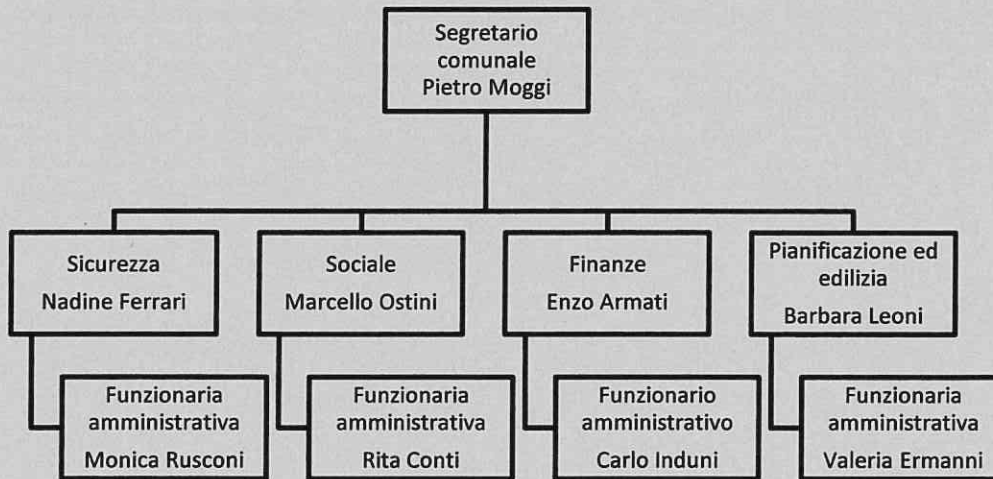 Segretario
comunale
Pietro Moggi
Sicurezza
Nadine Ferrari
Sociale
Marcello Ostini
Finanze
Enzo Armati
Pianificazione ed
edilizia
Barbara Leoni
Funzionaria
amministrativa
Monica Rusconi
Funzionaria
amministrativa
Rita Conti
Funzionario
amministrativo
Carlo Induni
Funzionaria
amministrativa
Valeria Ermanni